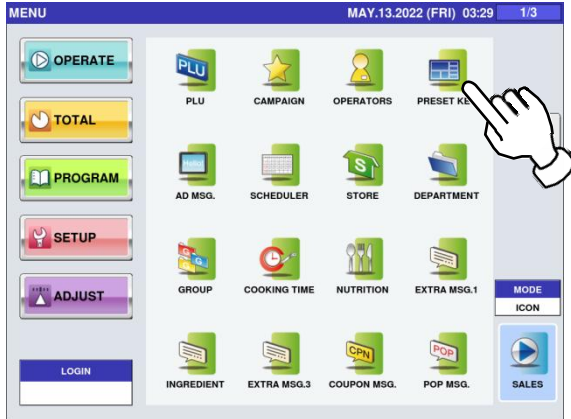 MENU MAY.13.2022 (FRI) 03:29 1/3
OPERATE
TOTAL
PROGRAM
SETUP
ADJUST
LOGIN
PLU
PLU CAMPAIGN OPERATORS PRESET KE
Hello!
S
AD MSG. SCHEDULER STORE DEPARTMENT
GROUP COOKING TIME NUTRITION EXTRA MSG.1
CPN POP
INGREDIENT EXTRA MSG.3 COUPON MSG. POP MSG.
MODE
ICON
SALES